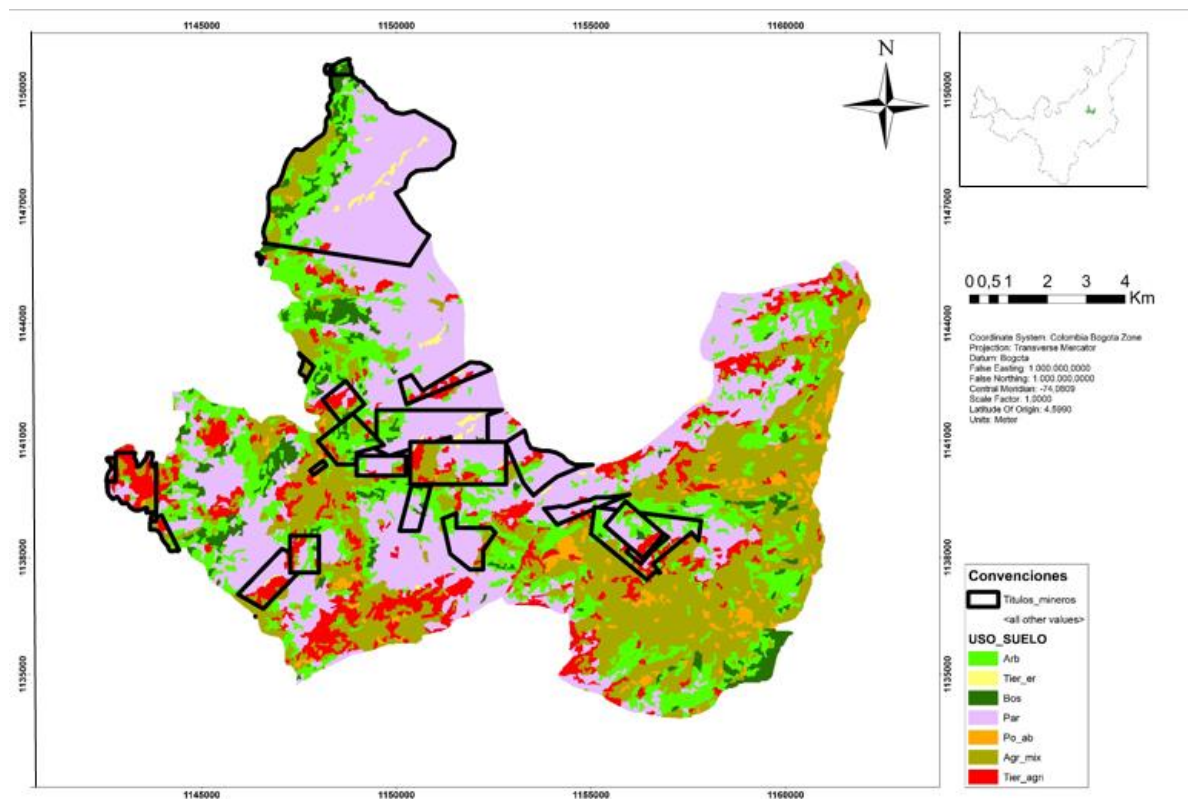 1145000 1150000 1155000 1160000
N
1150000
1147000
1144000
1141000
1138000
1135000
1150000
1147000
1144000
1141000
1138000
1135000
0 0,5 1 2 3 4
Km
Coordinate System: Colombia Bogota Zone
Projection: Transverse Mercator
Datum: Bogota
False Easting: 1.000.000,0000
False Northing: 1.000.000,0000
Central Meridian: -74,0809
Scale Factor: 1,0000
Latitude Of Origin: 4,5990
Units: Meter
Convenciones
Titulos_mineros
<all other values>
USO_SUELO
Arb
Tier_er
Bos
Par
Po_ab
Agr_mix
Tier_agri
1145000 1150000 1155000 1160000